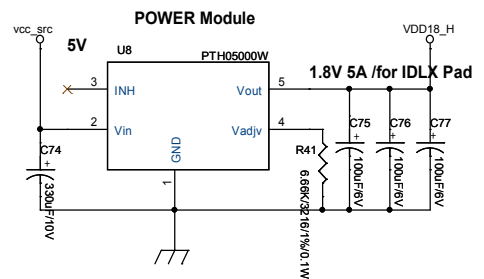 POWER Module
vcc_src
VDD18_H
5V
U8
PTH05000W
1.8V 5A /for IDLX Pad
3
INH
Vout
5
2
Vin
Vadjv
4
GND
1
C74
+
330uF/10V
R41
6.66K/3216/1%/0.1W
C75
+
100uF/6V
C76
+
100uF/6V
C77
+
100uF/6V